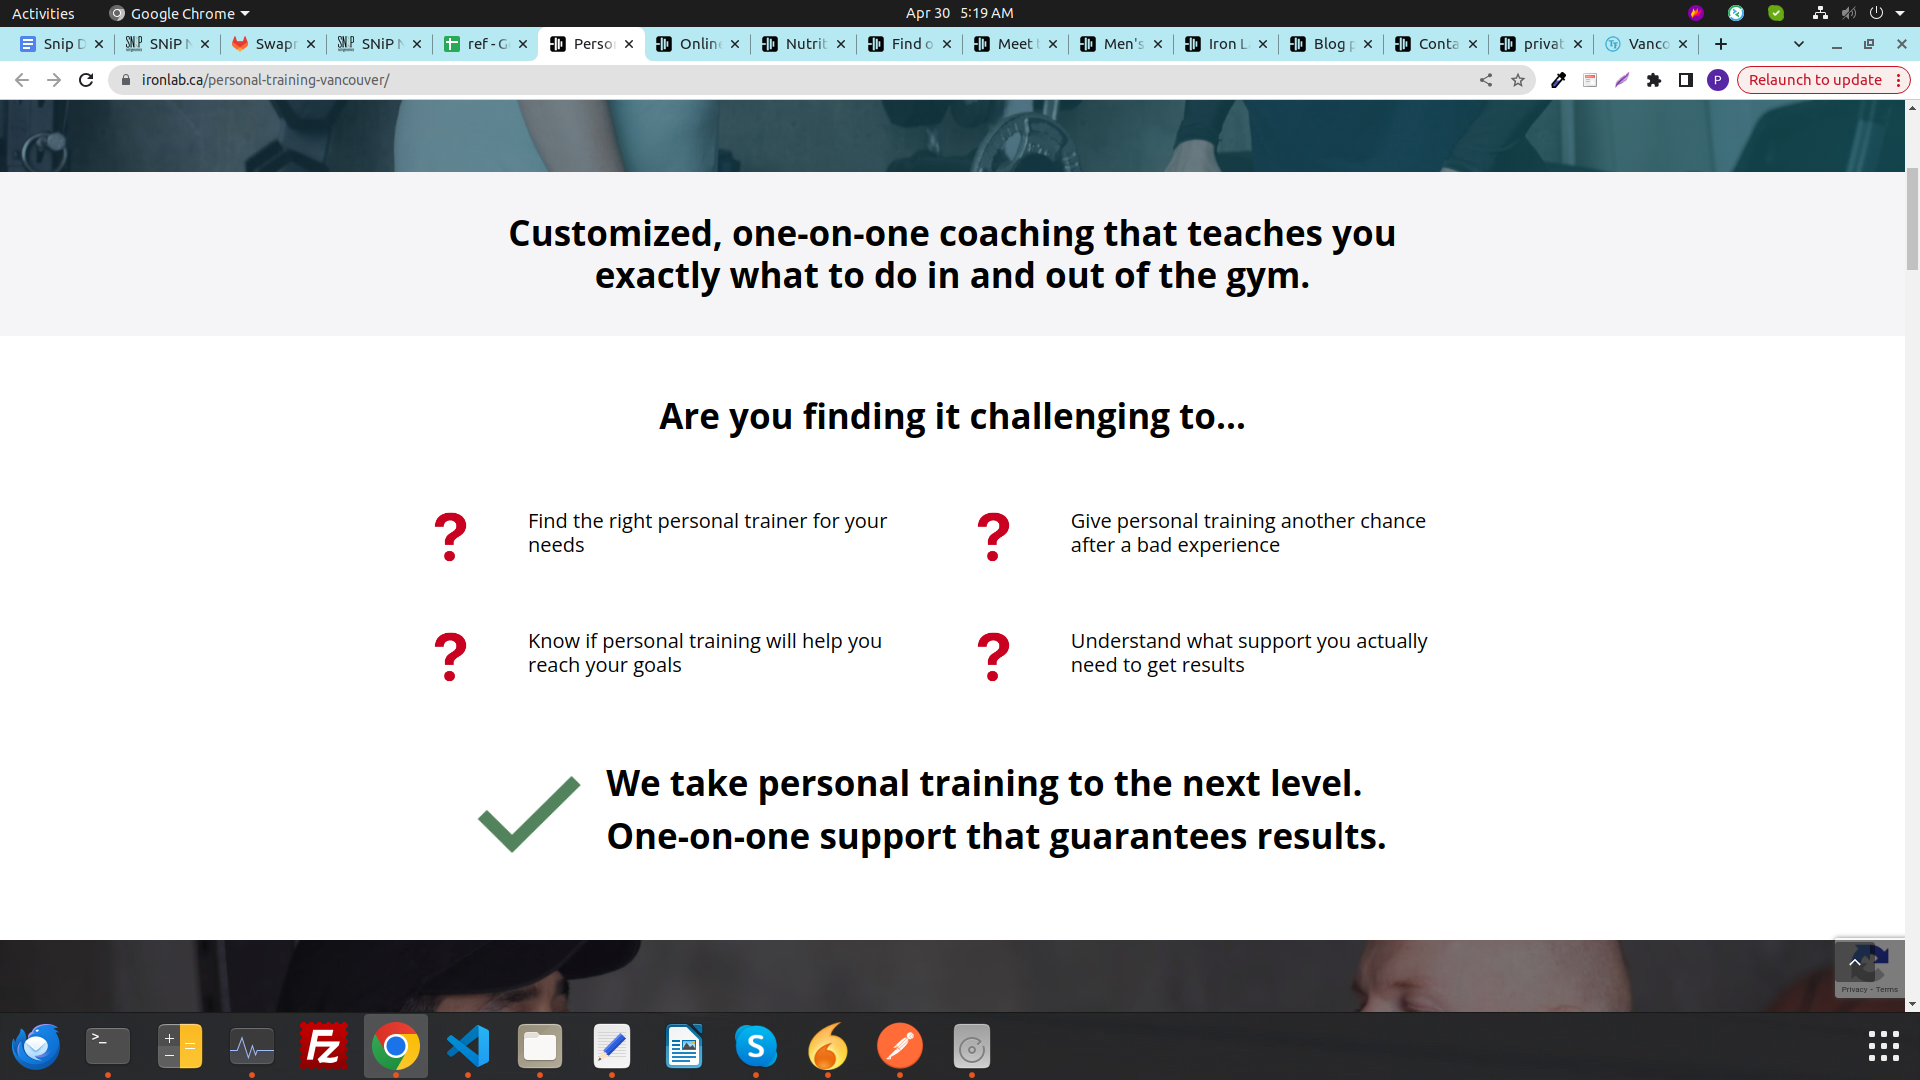 Activities
Google Chrome
Apr 30 5:19 AM
Snip D
SNiP N
Swapr
SNiP N
ref - G
Perso
Online
Nutrit
Find o
Meet t
Men's
Iron L
Blog p
Conta
privat
Vanco
ironlab.ca/personal-training-vancouver/
P
Relaunch to update
Customized, one-on-one coaching that teaches you
exactly what to do in and out of the gym.
Are you finding it challenging to...
? Find the right personal trainer for your
needs
? Give personal training another chance
after a bad experience
? Know if personal training will help you
reach your goals
? Understand what support you actually
need to get results
We take personal training to the next level.
One-on-one support that guarantees results.
Privacy - Terms
>_
Fz
S